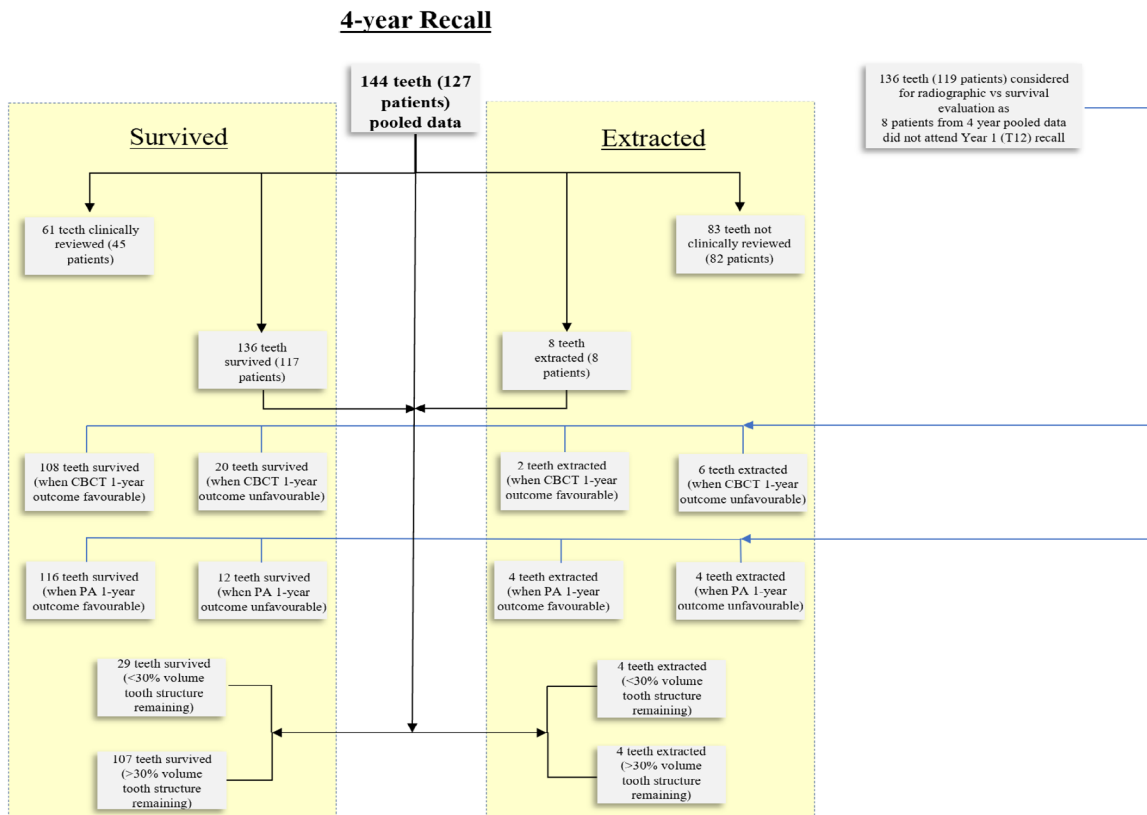 4-year Recall
144 teeth (127
patients)
pooled data
136 teeth (119 patients) considered
for radiographic vs survival
evaluation as
8 patients from 4 year pooled data
did not attend Year 1 (T12) recall
Survived
Extracted
61 teeth clinically
reviewed (45
patients)
83 teeth not
clinically reviewed
(82 patients)
136 teeth
survived (117
patients)
8 teeth
extracted (8
patients)
108 teeth survived
(when CBCT 1-year
outcome favourable)
20 teeth survived
(when CBCT 1-year
outcome unfavourable)
2 teeth extracted
(when CBCT 1-year
outcome favourable)
6 teeth extracted
(when CBCT 1-year
outcome unfavourable)
116 teeth survived
(when PA 1-year
outcome favourable)
12 teeth survived
(when PA 1-year
outcome unfavourable)
4 teeth extracted
(when PA 1-year
outcome favourable)
4 teeth extracted
(when PA 1-year
outcome unfavourable)
29 teeth survived
(<30% volume
tooth structure
remaining)
4 teeth extracted
(<30% volume
tooth structure
remaining)
107 teeth survived
(>30% volume
tooth structure
remaining)
4 teeth extracted
(>30% volume
tooth structure
remaining)